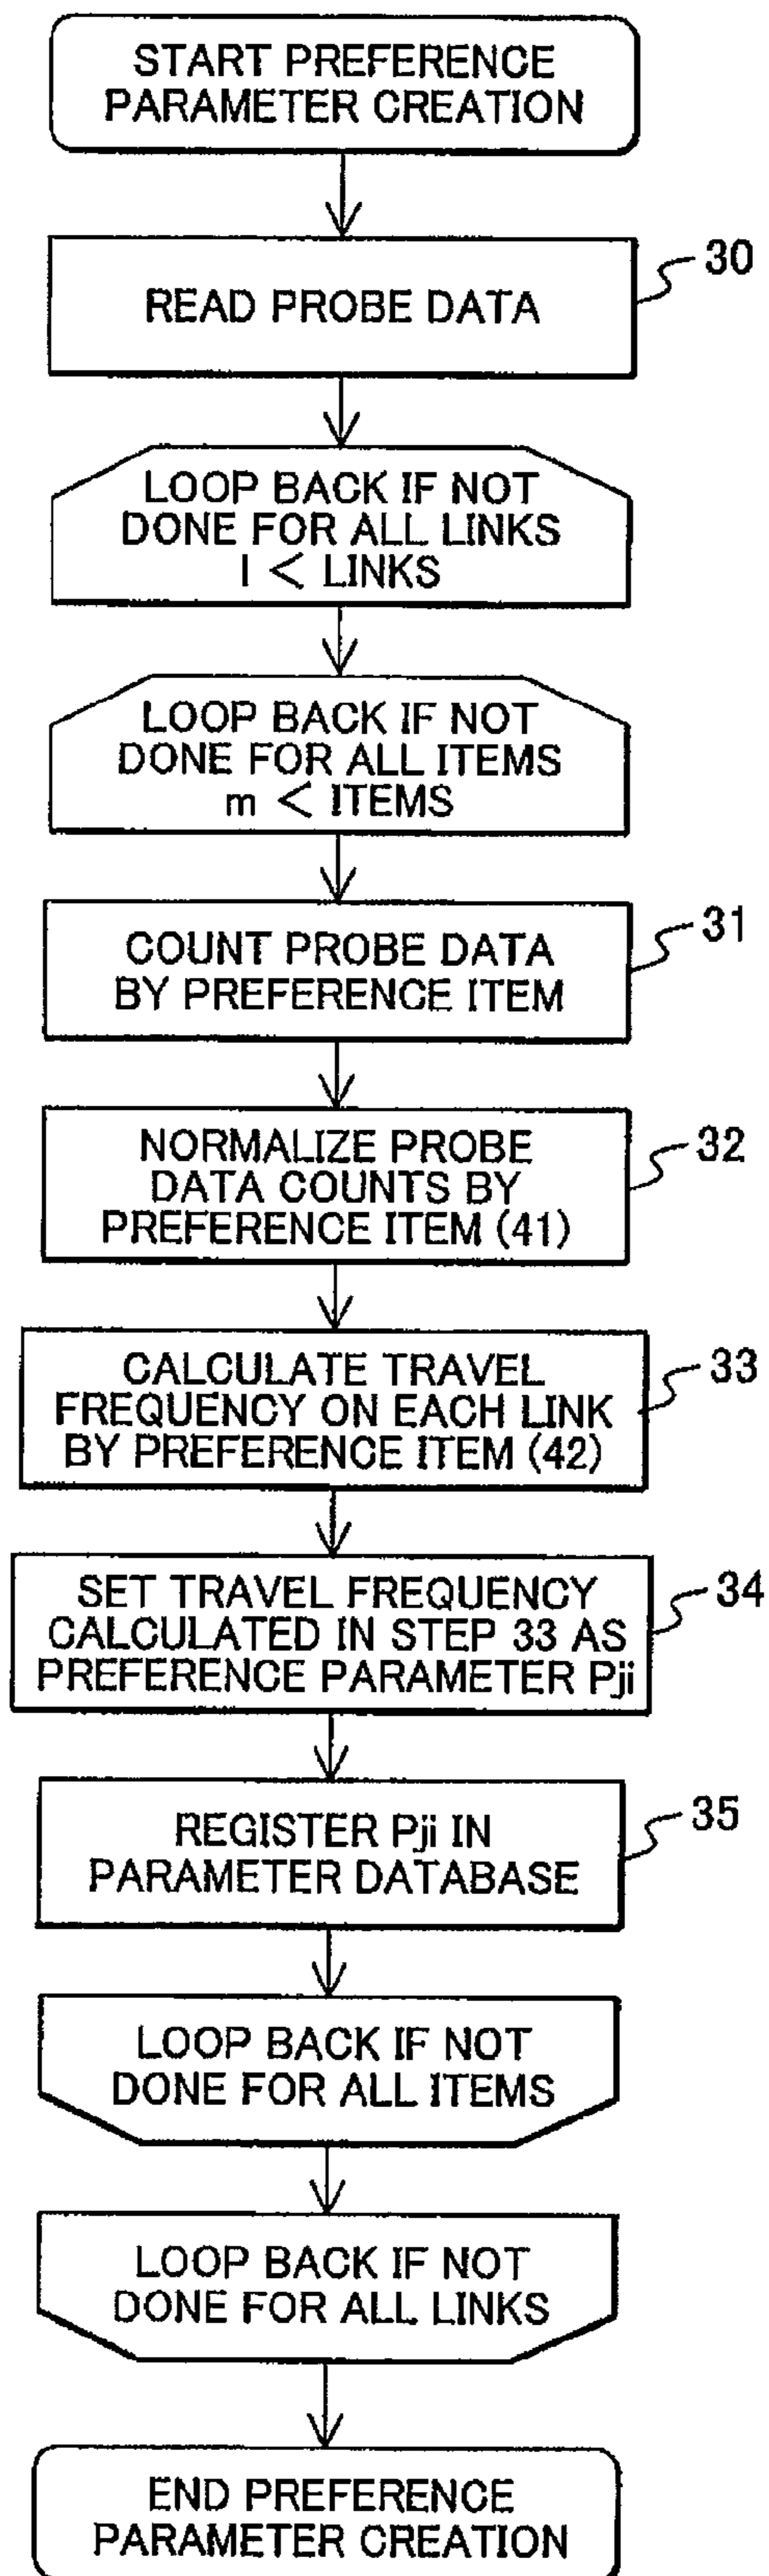 START PREFERENCE
PARAMETER CREATION
READ PROBE DATA
30
LOOP BACK IF NOT
DONE FOR ALL LINKS
l < LINKS
LOOP BACK IF NOT
DONE FOR ALL ITEMS
m < ITEMS
COUNT PROBE DATA
BY PREFERENCE ITEM
31
NORMALIZE PROBE
DATA COUNTS BY
PREFERENCE ITEM (41)
32
CALCULATE TRAVEL
FREQUENCY ON EACH LINK
BY PREFERENCE ITEM (42)
33
SET TRAVEL FREQUENCY
CALCULATED IN STEP 33 AS
PREFERENCE PARAMETER Pji
34
REGISTER Pji IN
PARAMETER DATABASE
35
LOOP BACK IF NOT
DONE FOR ALL ITEMS
LOOP BACK IF NOT
DONE FOR ALL LINKS
END PREFERENCE
PARAMETER CREATION